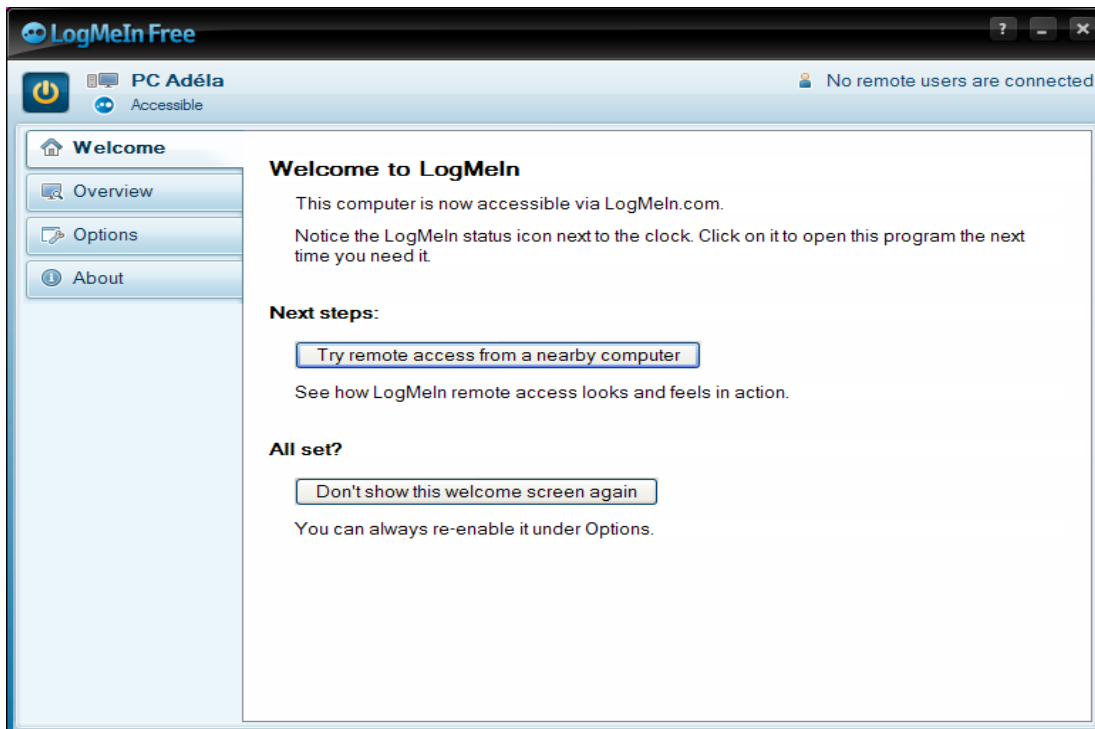 LogMeIn Free
PC Adéla
No remote users are connected
Accessible
Welcome
Overview
Options
About
Welcome to LogMeIn
This computer is now accessible via LogMeIn.com.
Notice the LogMeIn status icon next to the clock. Click on it to open this program the next
time you need it.
Next steps:
Try remote access from a nearby computer
See how LogMeIn remote access looks and feels in action.
All set?
Don't show this welcome screen again
You can always re-enable it under Options.